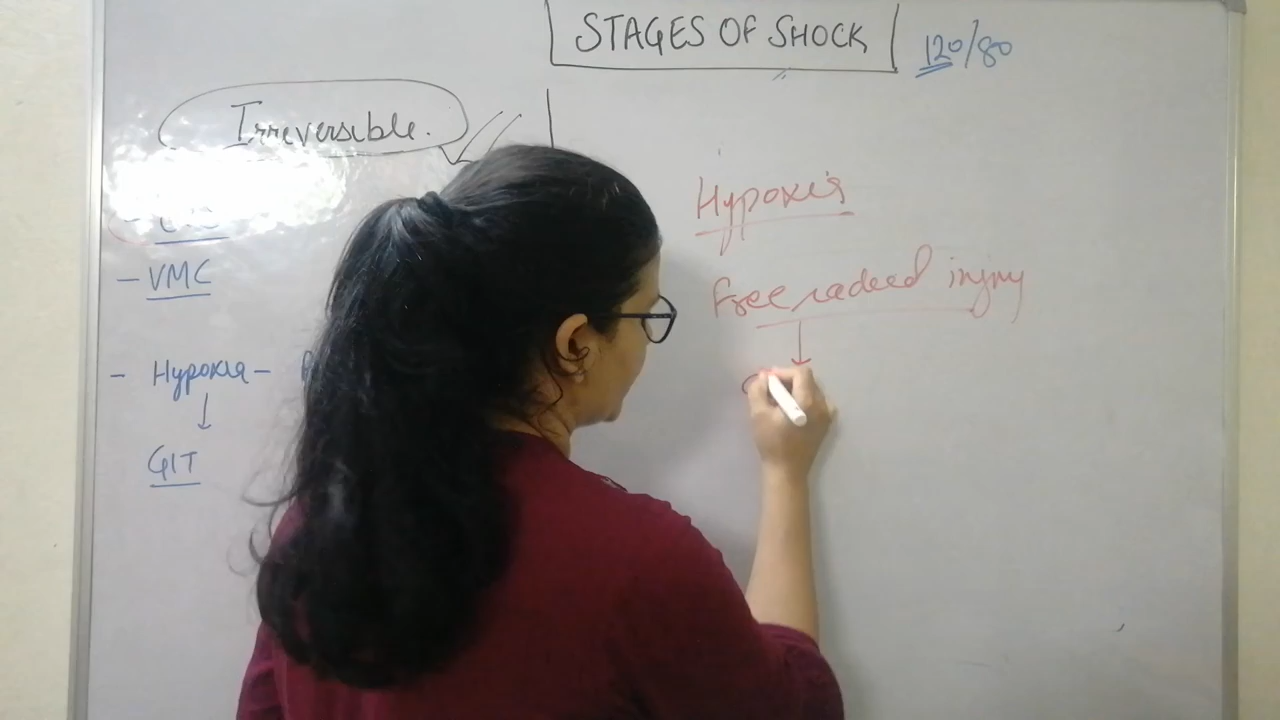 STAGES OF SHOCK
120/80
Irreversible.
- VMC
- Hypoxia -
↓
GIT
Hypoxia
Free radical injury
↓